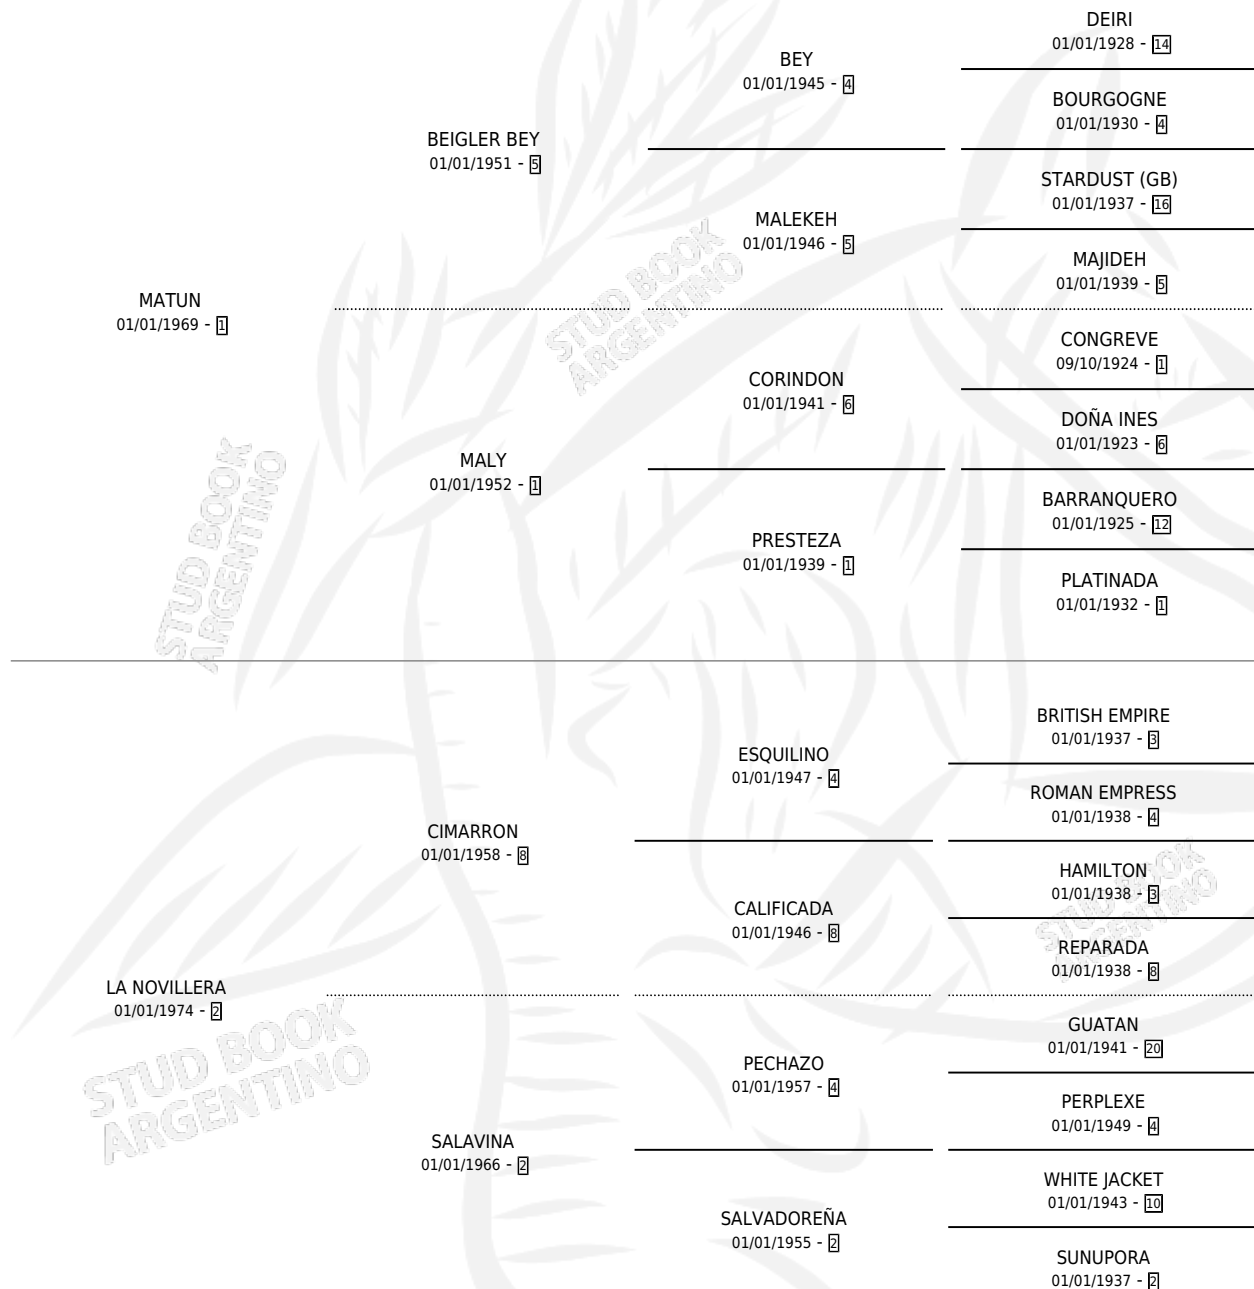 DEIRI
01/01/1928 - 14
BEY
01/01/1945 - 4
BOURGOGNE
01/01/1930 - 4
BEIGLER BEY
01/01/1951 - 5
STARDUST (GB)
01/01/1937 - 16
MALEKEH
01/01/1946 - 5
MAJIDEH
01/01/1939 - 5
MATUN
01/01/1969 - 1
CONGREVE
09/10/1924 - 1
CORINDON
01/01/1941 - 6
DOÑA INES
01/01/1923 - 6
MALY
01/01/1952 - 1
BARRANQUERO
01/01/1925 - 12
PRESTEZA
01/01/1939 - 1
PLATINADA
01/01/1932 - 1
BRITISH EMPIRE
01/01/1937 - 3
ESQUILINO
01/01/1947 - 4
ROMAN EMPRESS
01/01/1938 - 4
CIMARRON
01/01/1958 - 8
HAMILTON
01/01/1938 - 3
CALIFICADA
01/01/1946 - 8
REPARADA
01/01/1938 - 8
LA NOVILLERA
01/01/1974 - 2
GUATAN
01/01/1941 - 20
PECHAZO
01/01/1957 - 4
PERPLEXE
01/01/1949 - 4
SALAVINA
01/01/1966 - 2
WHITE JACKET
01/01/1943 - 10
SALVADOREÑA
01/01/1955 - 2
SUNUPORA
01/01/1937 - 2
STUD BOOK
ARGENTINO
STUD BOOK
ARGENTINO
STUD BOOK
ARGENTINO
STUD BOOK
ARGENTINO